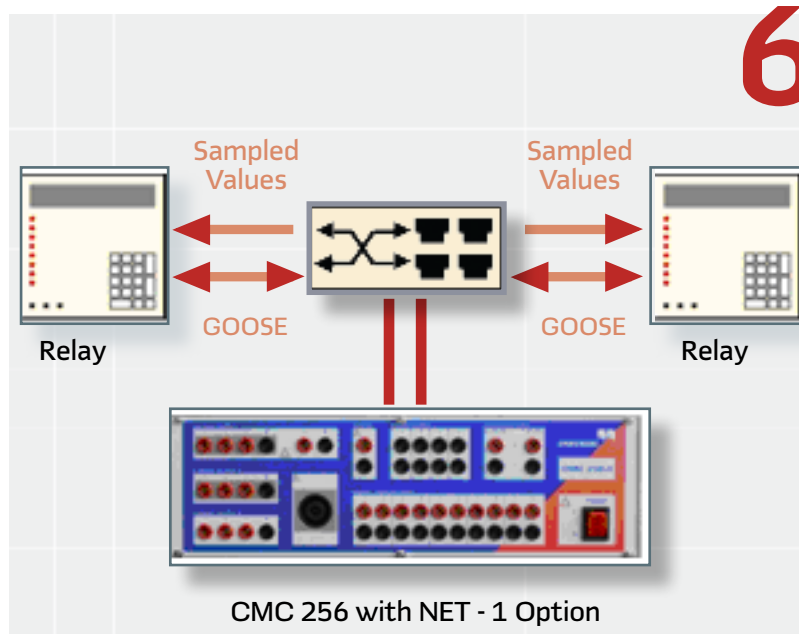 6
Sampled
Values
Sampled
Values
GOOSE
GOOSE
Relay
Relay
CMC 256 with NET - 1 Option